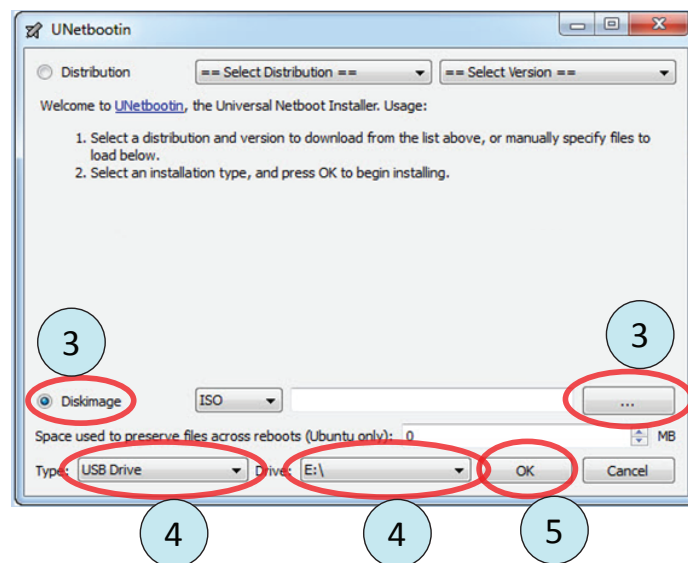 UNetbootin
Distribution == Select Distribution == == Select Version ==
Welcome to UNetbootin, the Universal Netboot Installer. Usage:
1. Select a distribution and version to download from the list above, or manually specify files to
load below.
2. Select an installation type, and press OK to begin installing.
3 3
Diskimage ISO ...
Space used to preserve files across reboots (Ubuntu only): 0 MB
Type: USB Drive Drive: E:\ OK Cancel
4 4 5